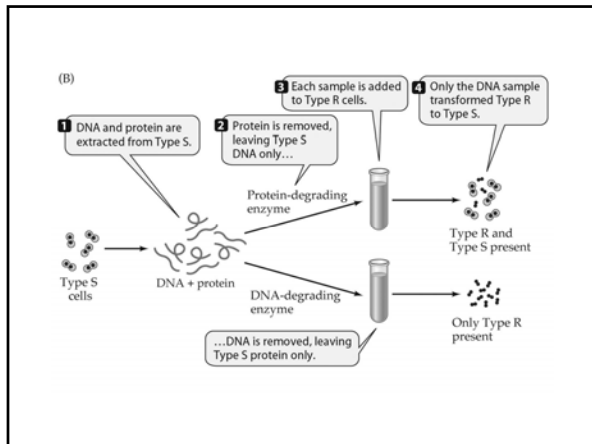 (B)
1 DNA and protein are
extracted from Type S.
2 Protein is removed,
leaving Type S
DNA only…
3 Each sample is added
to Type R cells.
4 Only the DNA sample
transformed Type R
to Type S.
Protein-degrading
enzyme
Type R and
Type S present
Type S
cells
DNA + protein
DNA-degrading
enzyme
Only Type R
present
…DNA is removed, leaving
Type S protein only.